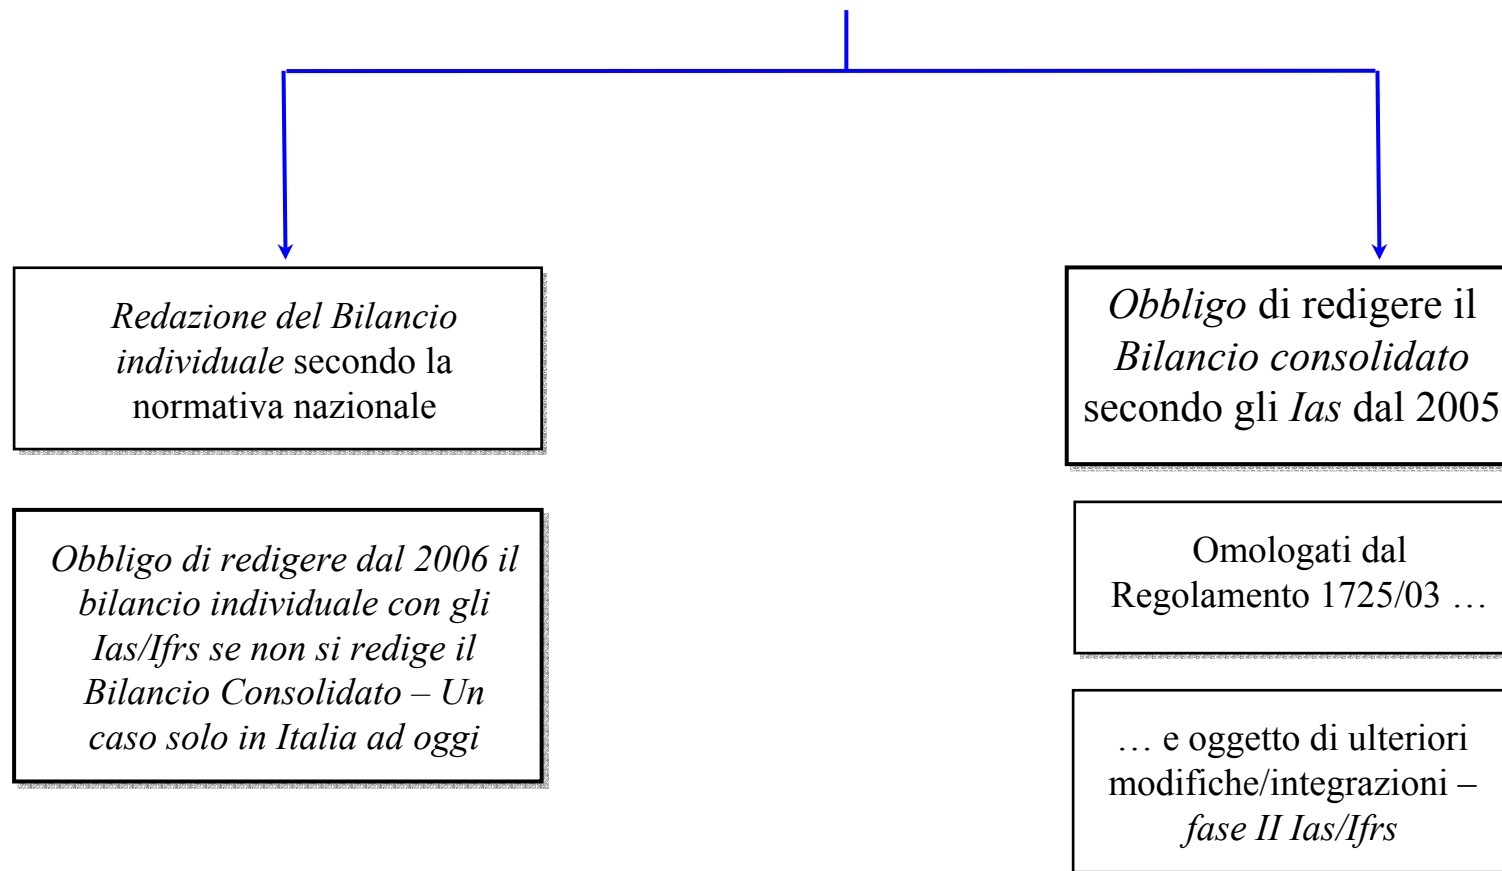 Redazione del Bilancio
individuale secondo la
normativa nazionale
Obbligo di redigere dal 2006 il
bilancio individuale con gli
Ias/Ifrs se non si redige il
Bilancio Consolidato – Un
caso solo in Italia ad oggi
Obbligo di redigere il
Bilancio consolidato
secondo gli Ias dal 2005
Omologati dal
Regolamento 1725/03 …
… e oggetto di ulteriori
modifiche/integrazioni –
fase II Ias/Ifrs